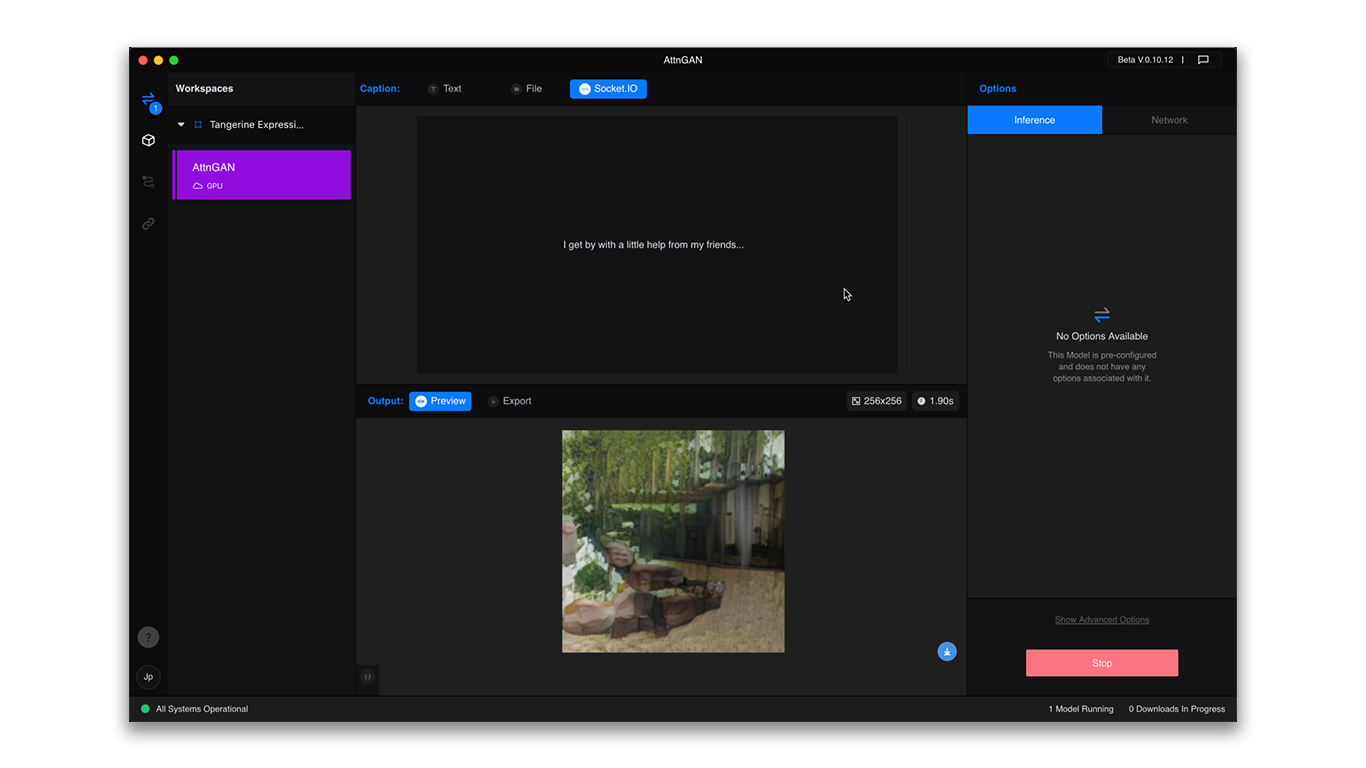 AttnGAN
Beta V.0.10.12 |
1
Workspaces
Tangerine Expressi...
AttnGAN
GPU
Caption:
T Text
File
Socket.IO
I get by with a little help from my friends...
Output:
Preview
Export
256x256
1.90s
Options
Inference
Network
No Options Available
This Model is pre-configured
and does not have any
options associated with it.
Show Advanced Options
Stop
?
Jp
All Systems Operational
1 Model Running
0 Downloads In Progress